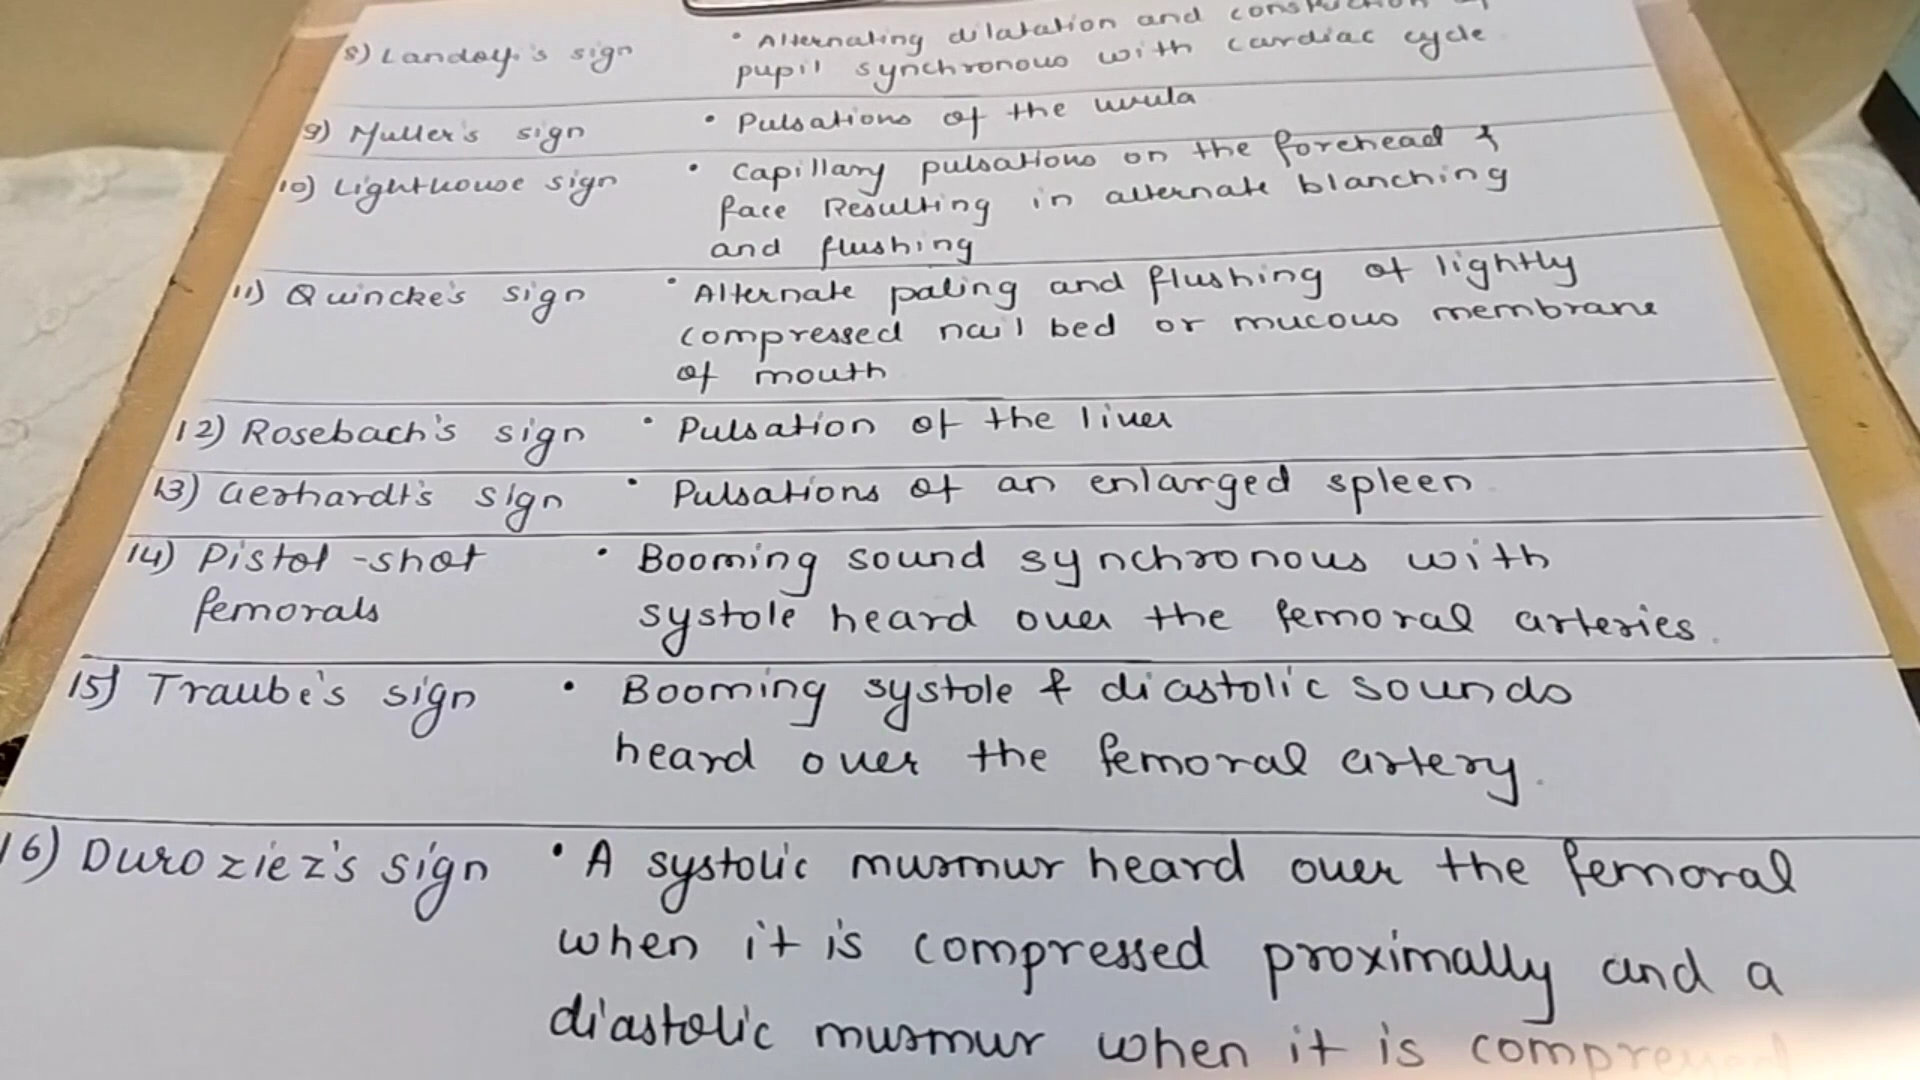 8) Landolfi's sign • Alternating dilatation and constriction
pupil synchronous with cardiac cycle
9) Muller's sign • Pulsations of the uvula
10) Lighthouse sign • Capillary pulsations on the forehead &
face Resulting in alternate blanching
and flushing
11) Quincke's sign • Alternate paling and flushing of lightly
compressed nail bed or mucous membrane
of mouth
12) Rosebach's sign • Pulsation of the liver
13) Gerhardt's sign • Pulsations of an enlarged spleen
14) Pistol-shot • Booming sound synchronous with
femorals systole heard over the femoral arteries.
15) Traube's sign • Booming systole & diastolic sounds
heard over the femoral artery.
16) Duroziez's sign • A systolic murmur heard over the femoral
when it is compressed proximally and a
diastolic murmur when it is compressed